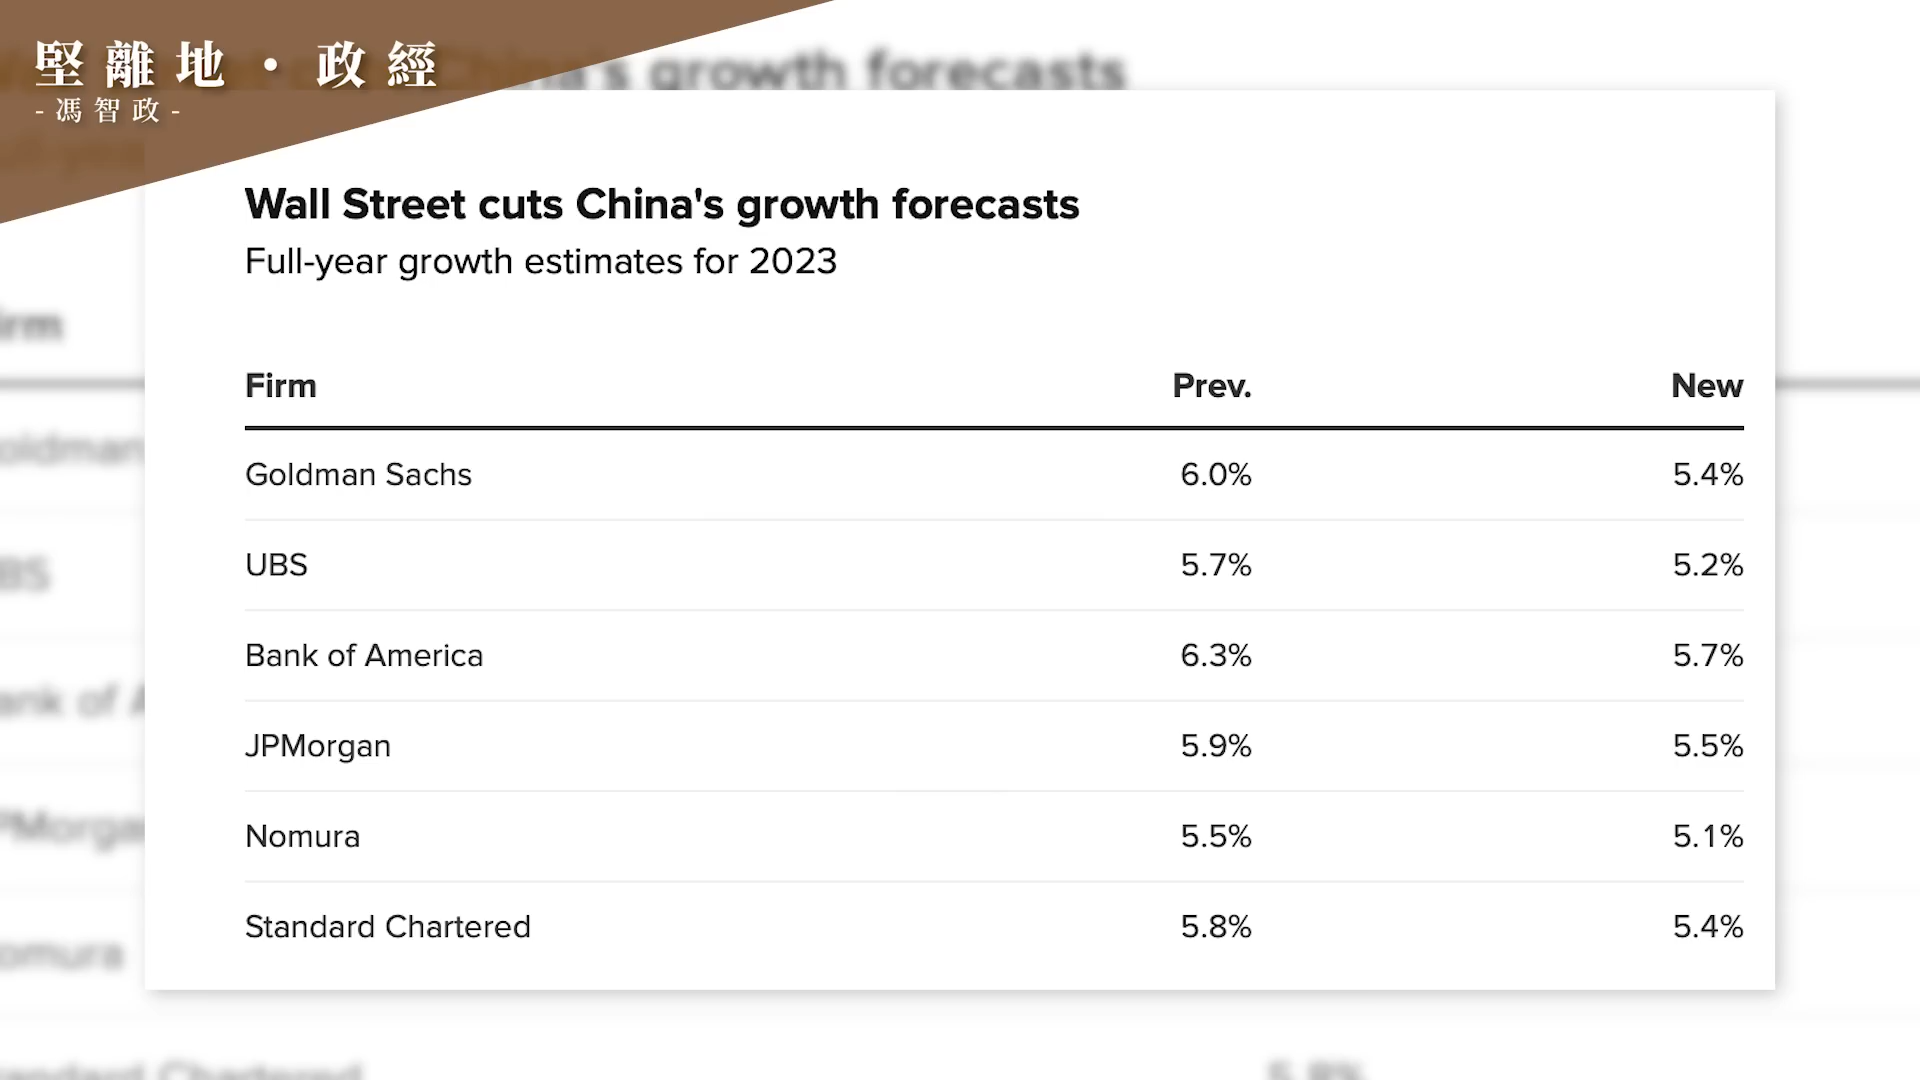 堅離地・政經
-馮智政-
China's growth forecasts
Wall Street cuts China's growth forecasts
Full-year growth estimates for 2023
Firm Prev. New
Goldman Sachs 6.0% 5.4%
UBS 5.7% 5.2%
Bank of America 6.3% 5.7%
JPMorgan 5.9% 5.5%
Nomura 5.5% 5.1%
Standard Chartered 5.8% 5.4%